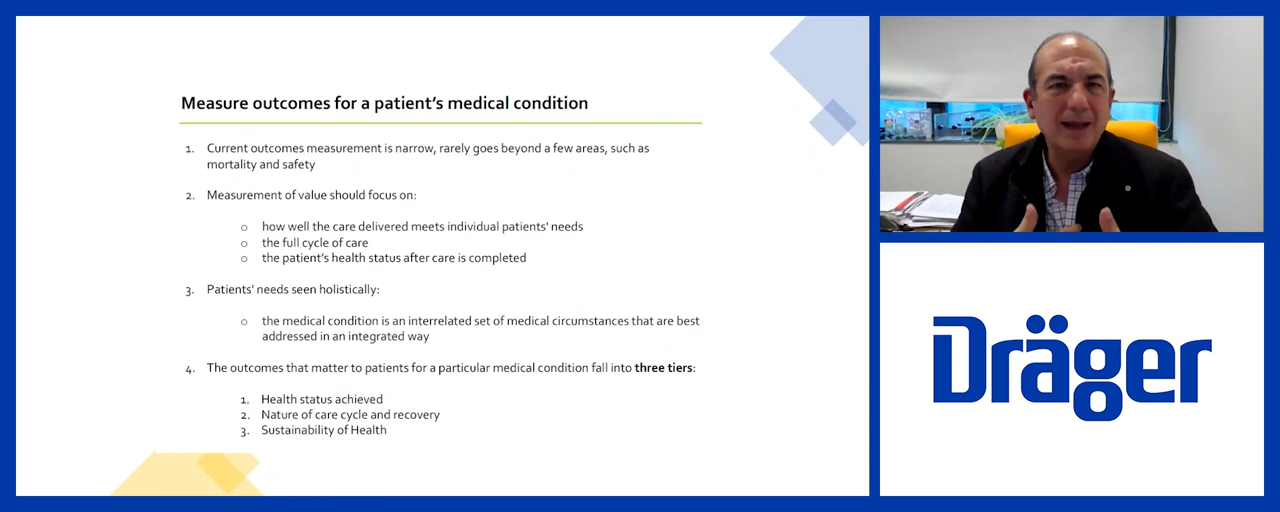 Measure outcomes for a patient's medical condition
1. Current outcomes measurement is narrow, rarely goes beyond a few areas, such as
mortality and safety
2. Measurement of value should focus on:
o how well the care delivered meets individual patients' needs
o the full cycle of care
o the patient's health status after care is completed
3. Patients' needs seen holistically:
o the medical condition is an interrelated set of medical circumstances that are best
addressed in an integrated way
4. The outcomes that matter to patients for a particular medical condition fall into three tiers:
1. Health status achieved
2. Nature of care cycle and recovery
3. Sustainability of Health
Dräger